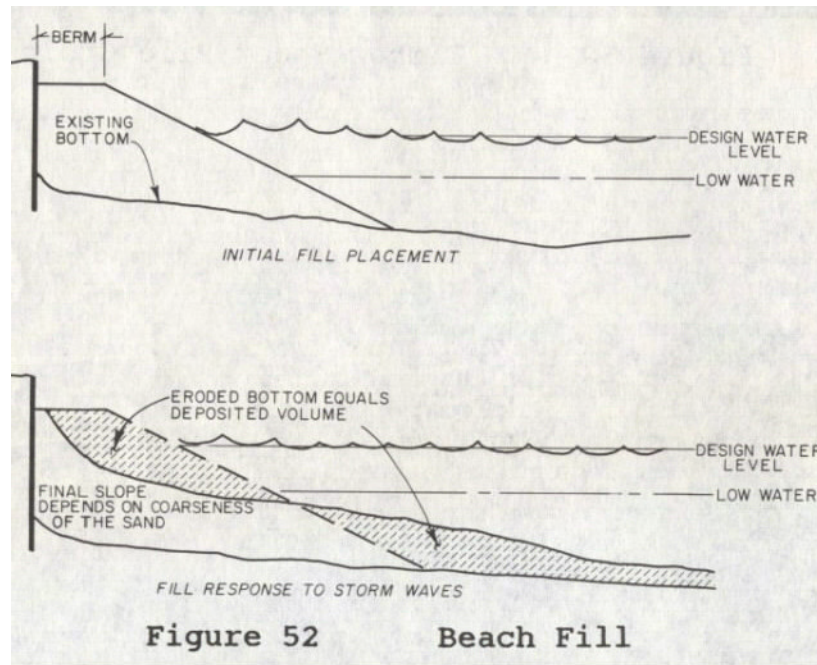 BERM
EXISTING
BOTTOM
DESIGN WATER
LEVEL
LOW WATER
INITIAL FILL PLACEMENT
ERODED BOTTOM EQUALS
DEPOSITED VOLUME
DESIGN WATER
LEVEL
LOW WATER
FINAL SLOPE
DEPENDS ON COARSENESS
OF THE SAND
FILL RESPONSE TO STORM WAVES
Figure 52 Beach Fill